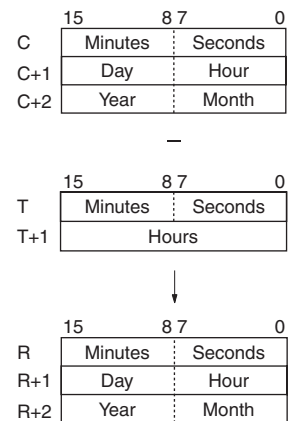 15 8 7 0
C Minutes Seconds
C+1 Day Hour
C+2 Year Month
–
15 8 7 0
T Minutes Seconds
T+1 Hours
15 8 7 0
R Minutes Seconds
R+1 Day Hour
R+2 Year Month